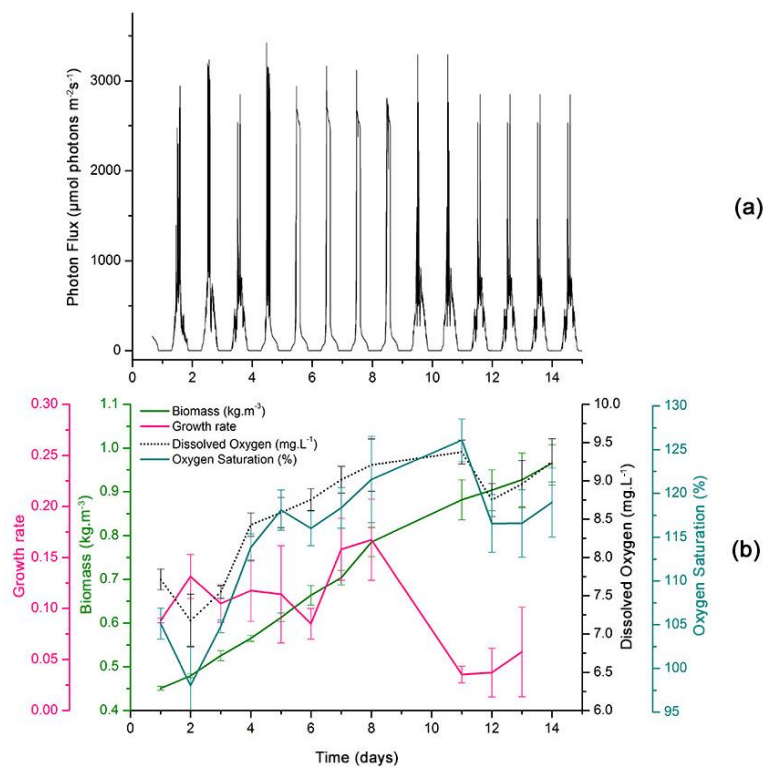 Photon Flux (µmol photons m⁻²s⁻¹)
3000
2000
1000
0
0 2 4 6 8 10 12 14
(a)
Growth rate
0.30
0.25
0.20
0.15
0.10
0.05
0.00
Biomass (kg.m⁻³)
1.1
1.0
0.9
0.8
0.7
0.6
0.5
0.4
Biomass (kg.m⁻³)
Growth rate
Dissolved Oxygen (mg.L⁻¹)
Oxygen Saturation (%)
10.0
9.5
9.0
8.5
8.0
7.5
7.0
6.5
6.0
Dissolved Oxygen (mg.L⁻¹)
130
125
120
115
110
105
100
95
Oxygen Saturation (%)
(b)
0 2 4 6 8 10 12 14
Time (days)